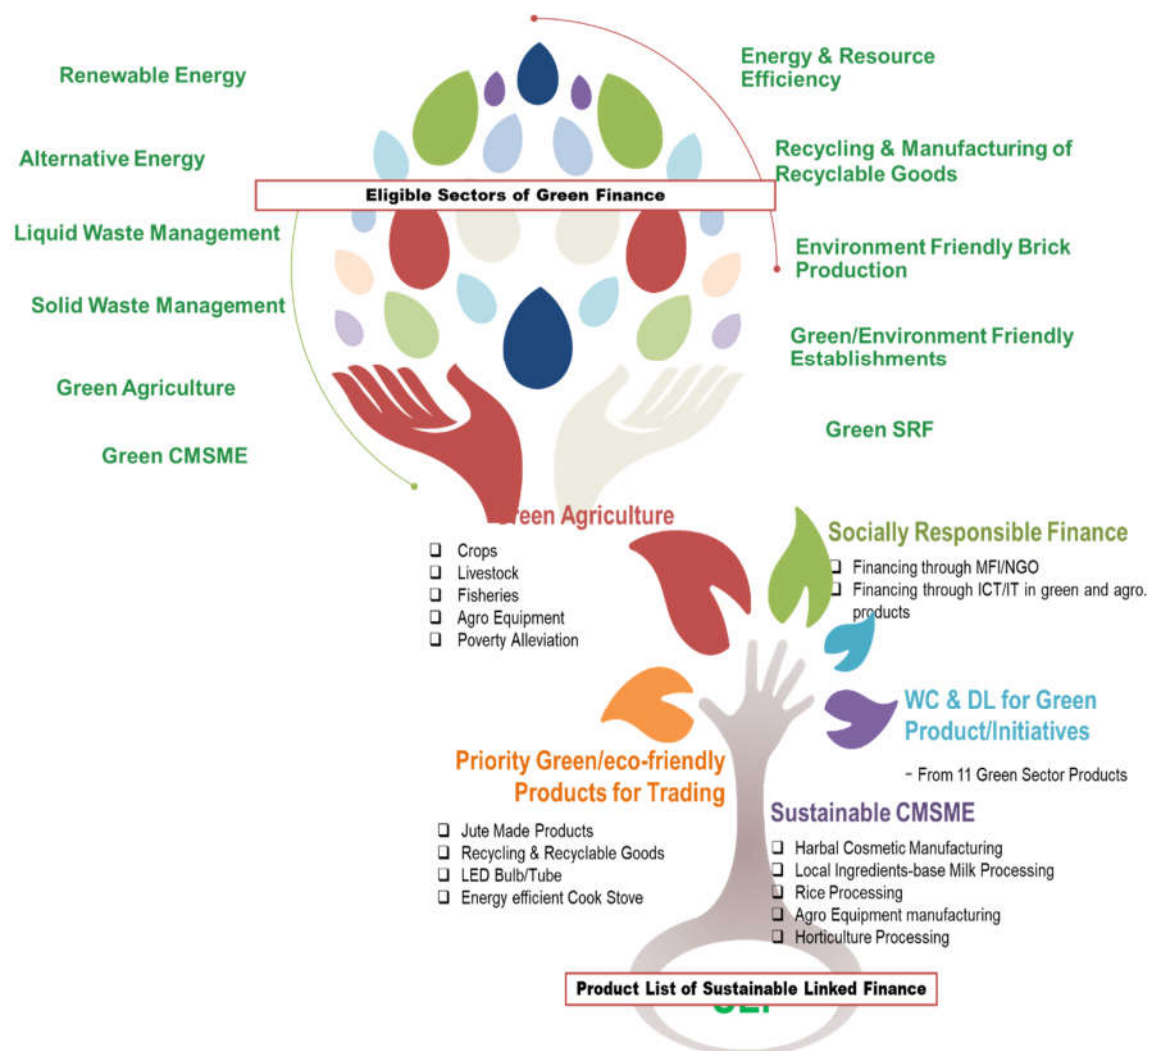 Renewable Energy
Energy & Resource
Efficiency
Alternative Energy
Recycling & Manufacturing of
Recyclable Goods
Eligible Sectors of Green Finance
Liquid Waste Management
Environment Friendly Brick
Production
Solid Waste Management
Green/Environment Friendly
Establishments
Green Agriculture
Green SRF
Green CMSME
Green Agriculture
❑ Crops
❑ Livestock
❑ Fisheries
❑ Agro Equipment
❑ Poverty Alleviation
Socially Responsible Finance
❑ Financing through MFI/NGO
❑ Financing through ICT/IT in green and agro.
products
WC & DL for Green
Product/Initiatives
- From 11 Green Sector Products
Priority Green/eco-friendly
Products for Trading
❑ Jute Made Products
❑ Recycling & Recyclable Goods
❑ LED Bulb/Tube
❑ Energy efficient Cook Stove
Sustainable CMSME
❑ Harbal Cosmetic Manufacturing
❑ Local Ingredients-base Milk Processing
❑ Rice Processing
❑ Agro Equipment manufacturing
❑ Horticulture Processing
Product List of Sustainable Linked Finance